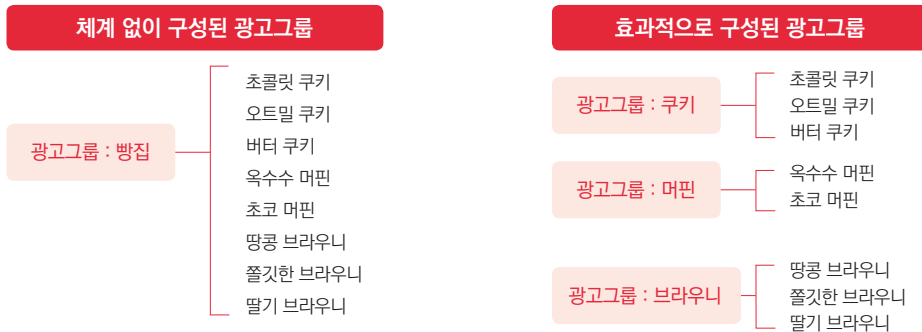 체계 없이 구성된 광고그룹
광고그룹 : 빵집
초콜릿 쿠키
오트밀 쿠키
버터 쿠키
옥수수 머핀
초코 머핀
땅콩 브라우니
쫄깃한 브라우니
딸기 브라우니
효과적으로 구성된 광고그룹
광고그룹 : 쿠키
초콜릿 쿠키
오트밀 쿠키
버터 쿠키
광고그룹 : 머핀
옥수수 머핀
초코 머핀
광고그룹 : 브라우니
땅콩 브라우니
쫄깃한 브라우니
딸기 브라우니